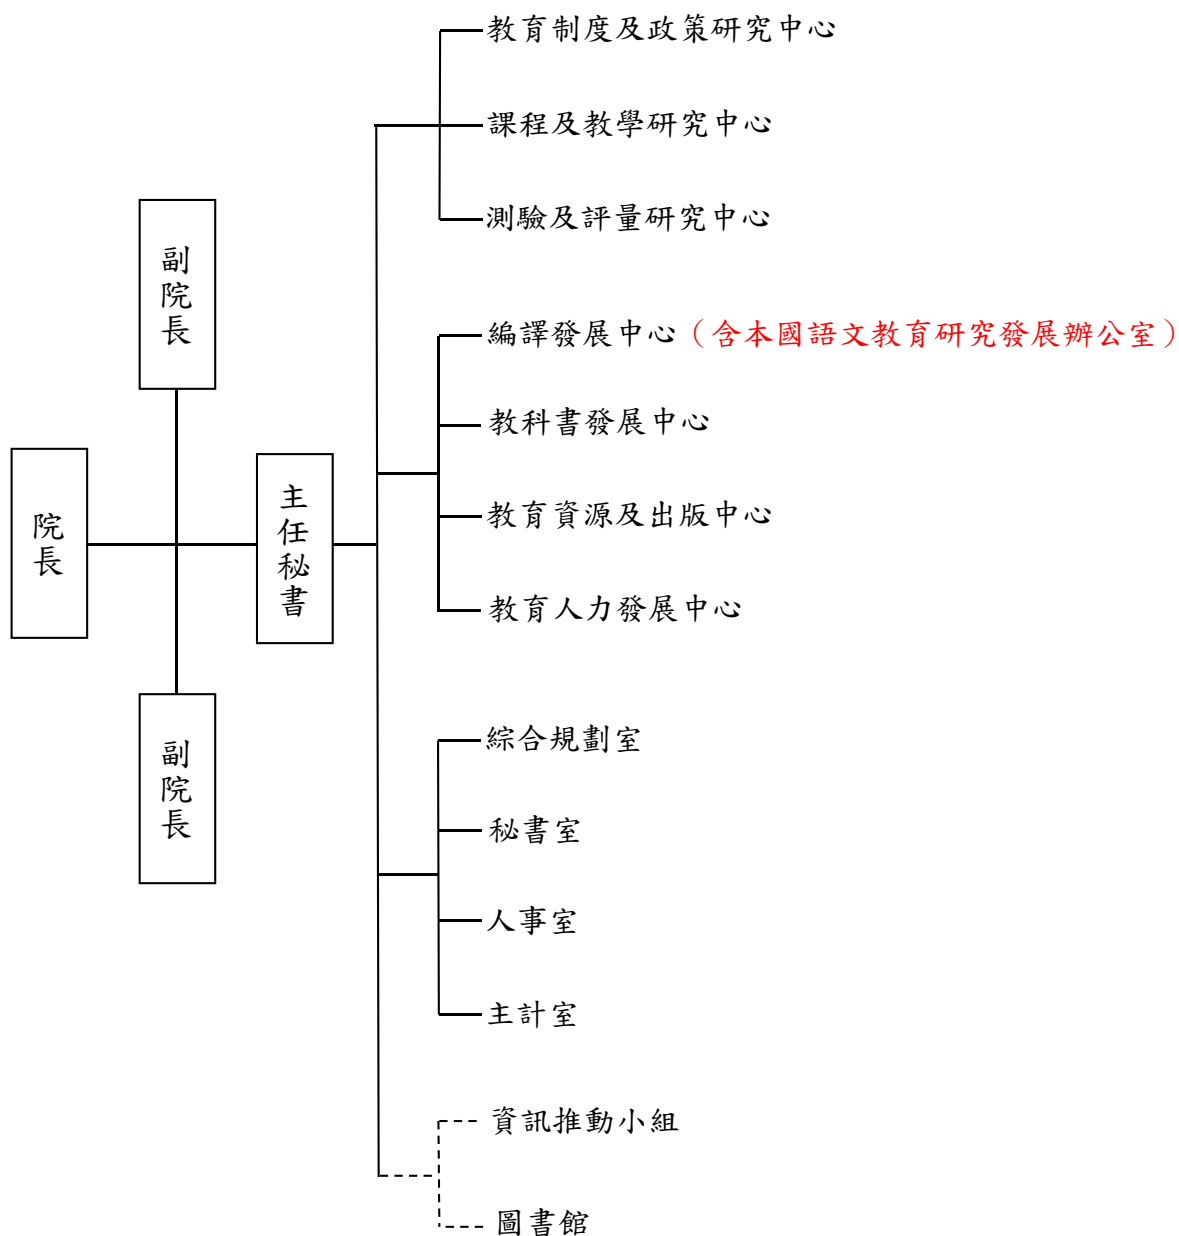 教育制度及政策研究中心
課程及教學研究中心
測驗及評量研究中心
副院長
編譯發展中心（含本國語文教育研究發展辦公室）
教科書發展中心
院長
主任秘書
教育資源及出版中心
教育人力發展中心
副院長
綜合規劃室
秘書室
人事室
主計室
資訊推動小組
圖書館